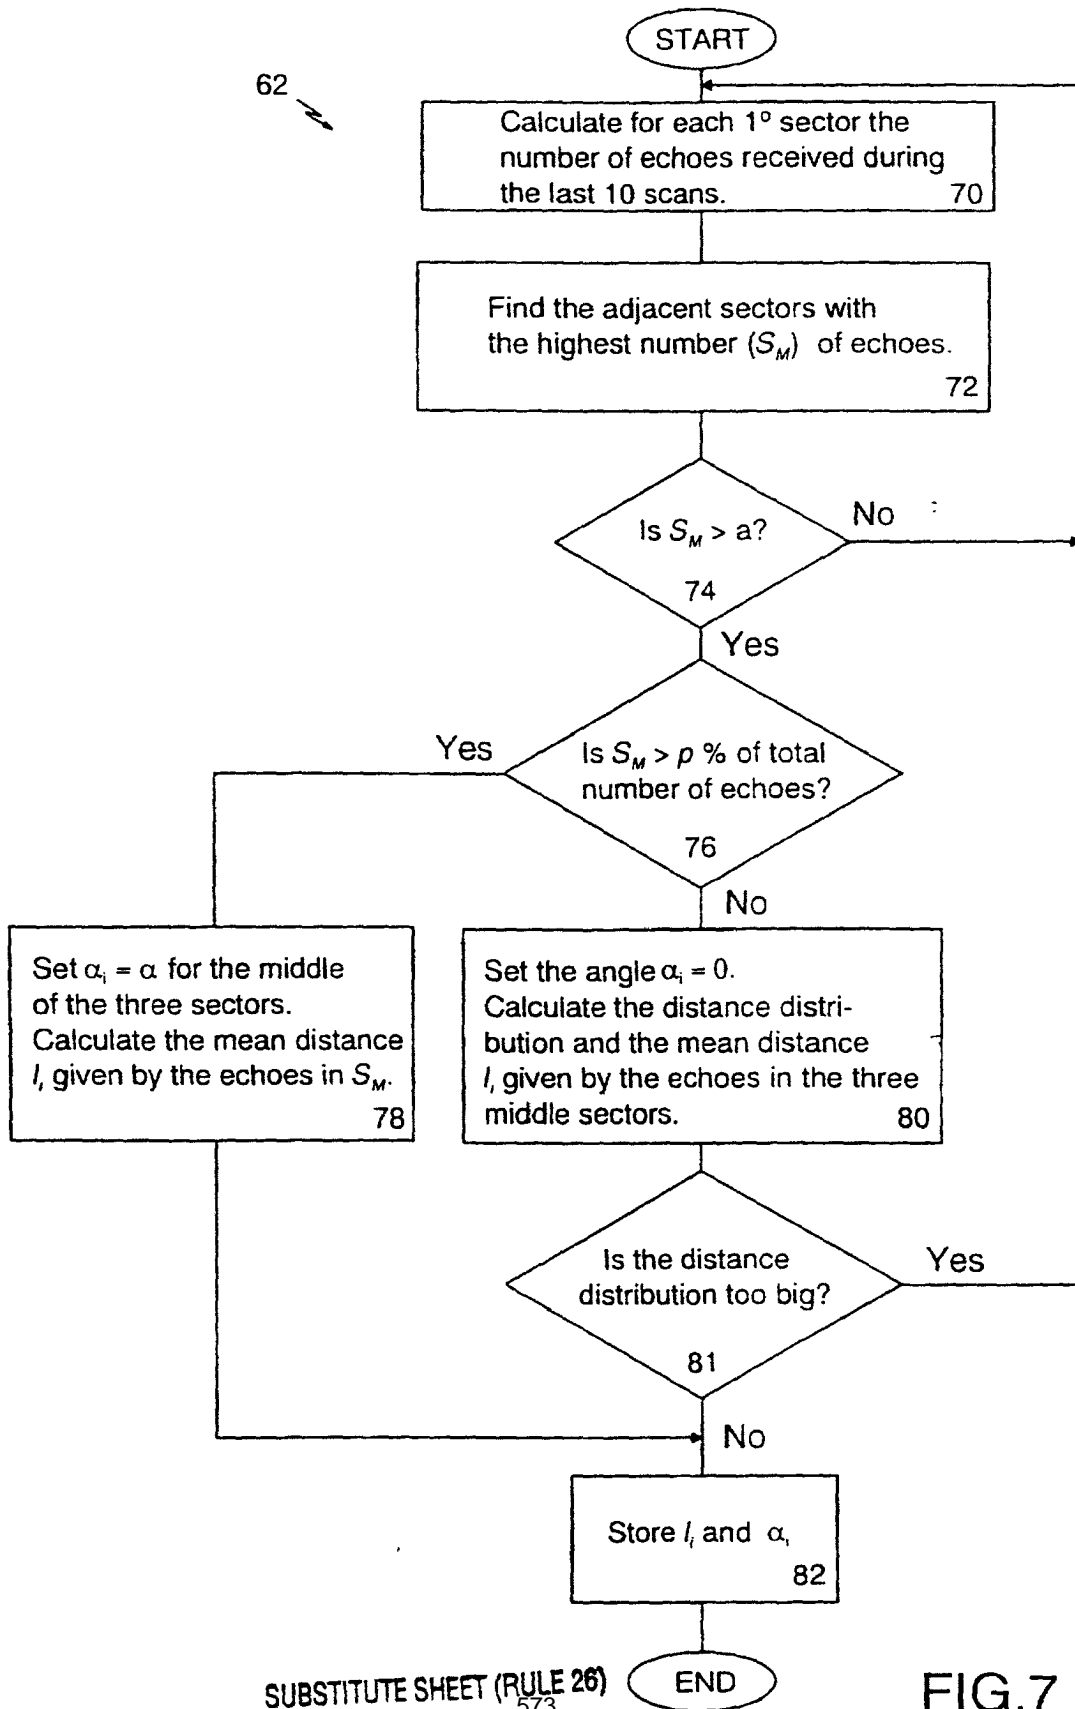 START
62
Calculate for each 1° sector the
number of echoes received during
the last 10 scans.
70
Find the adjacent sectors with
the highest number (S_M) of echoes.
72
Is S_M > a?
No
74
Yes
Is S_M > p % of total
number of echoes?
Yes
76
No
Set α_i = α for the middle
of the three sectors.
Calculate the mean distance
l_i given by the echoes in S_M.
78
Set the angle α_i = 0.
Calculate the distance distri-
bution and the mean distance
l_i given by the echoes in the three
middle sectors.
80
Is the distance
distribution too big?
Yes
81
No
Store l_i and α_i
82
END
SUBSTITUTE SHEET (RULE 26)
573
FIG.7